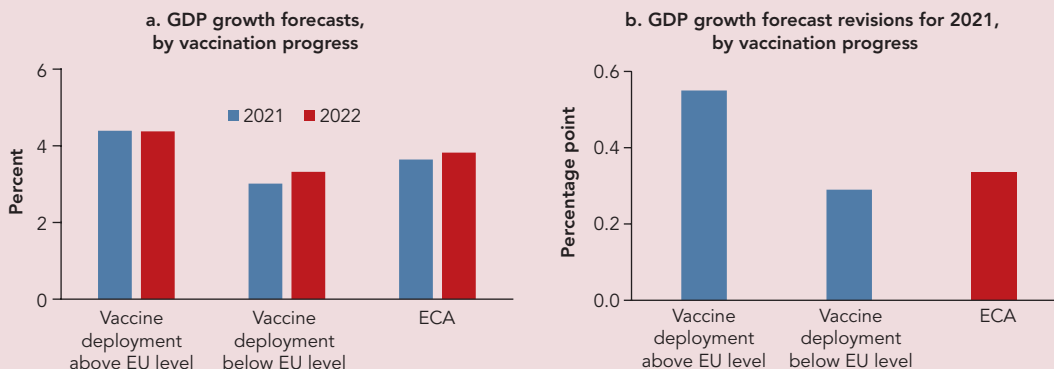 a. GDP growth forecasts,
by vaccination progress
6
4
2
0
Percent
2021
2022
Vaccine
deployment
above EU level
Vaccine
deployment
below EU level
ECA
b. GDP growth forecast revisions for 2021,
by vaccination progress
0.6
0.4
0.2
0.0
Percentage point
Vaccine
deployment
above EU level
Vaccine
deployment
below EU level
ECA